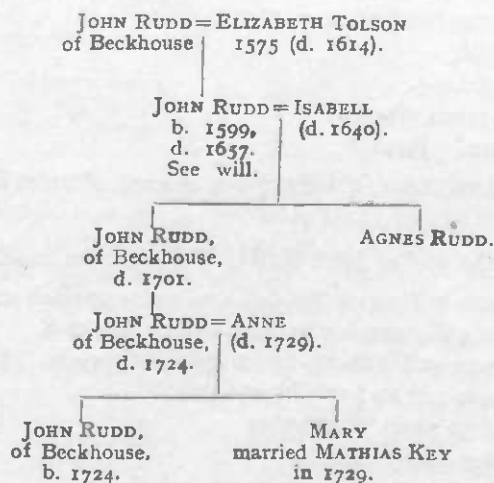 JOHN RUDD = ELIZABETH TOLSON
of Beckhouse 1575 (d. 1614).
JOHN RUDD = ISABELL
b. 1599, (d. 1640).
d. 1657.
See will.
JOHN RUDD, AGNES RUDD.
of Beckhouse,
d. 1701.
JOHN RUDD = ANNE
of Beckhouse, (d. 1729).
d. 1724.
JOHN RUDD, MARY
of Beckhouse, married MATHIAS KEY
b. 1724. in 1729.